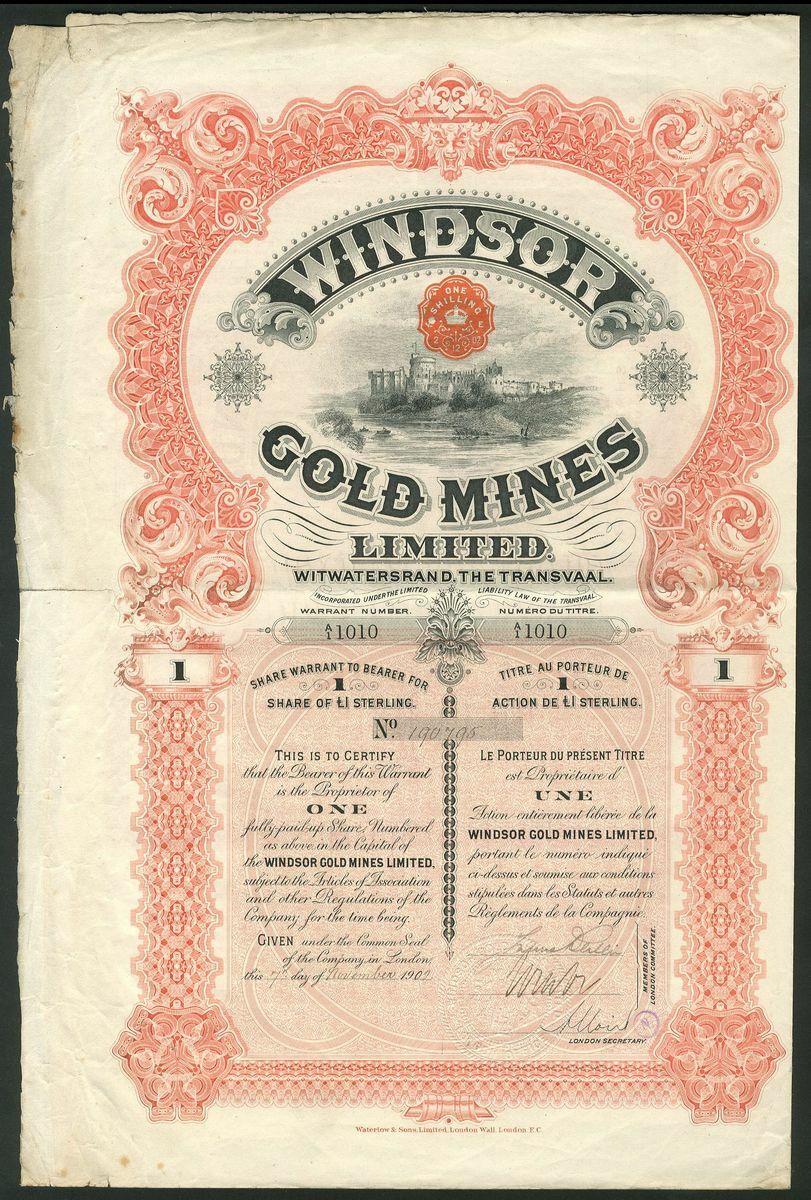 WINDSOR
ONE
SHILLING
E
2 12 02
GOLD MINES
LIMITED.
WITWATERSRAND, THE TRANSVAAL.
INCORPORATED UNDER THE LIMITED LIABILITY LAW OF THE TRANSVAAL
WARRANT NUMBER. NUMÉRO DU TITRE.
A/1 1010 A/1 1010
1 1
SHARE WARRANT TO BEARER FOR
1
SHARE OF £1 STERLING.
TITRE AU PORTEUR DE
1
ACTION DE £1 STERLING.
No. 190795
THIS IS TO CERTIFY
that the Bearer of this Warrant
is the Proprietor of
ONE
fully-paid-up Share, Numbered
as above, in the Capital of
the WINDSOR GOLD MINES LIMITED,
subject to the Articles of Association
and other Regulations of the
Company for the time being.
GIVEN under the Common Seal
of the Company, in London,
this 7th day of November 1902
LE PORTEUR DU PRÉSENT TITRE
est Propriétaire d'
UNE
Action entièrement libérée de la
WINDSOR GOLD MINES LIMITED,
portant le numéro indiqué
ci-dessus et soumise aux conditions
stipulées dans les Statuts et autres
Règlements de la Compagnie.
MEMBERS OF
LONDON COMMITTEE.
LONDON SECRETARY.
Waterlow & Sons, Limited, London Wall, London, E.C.